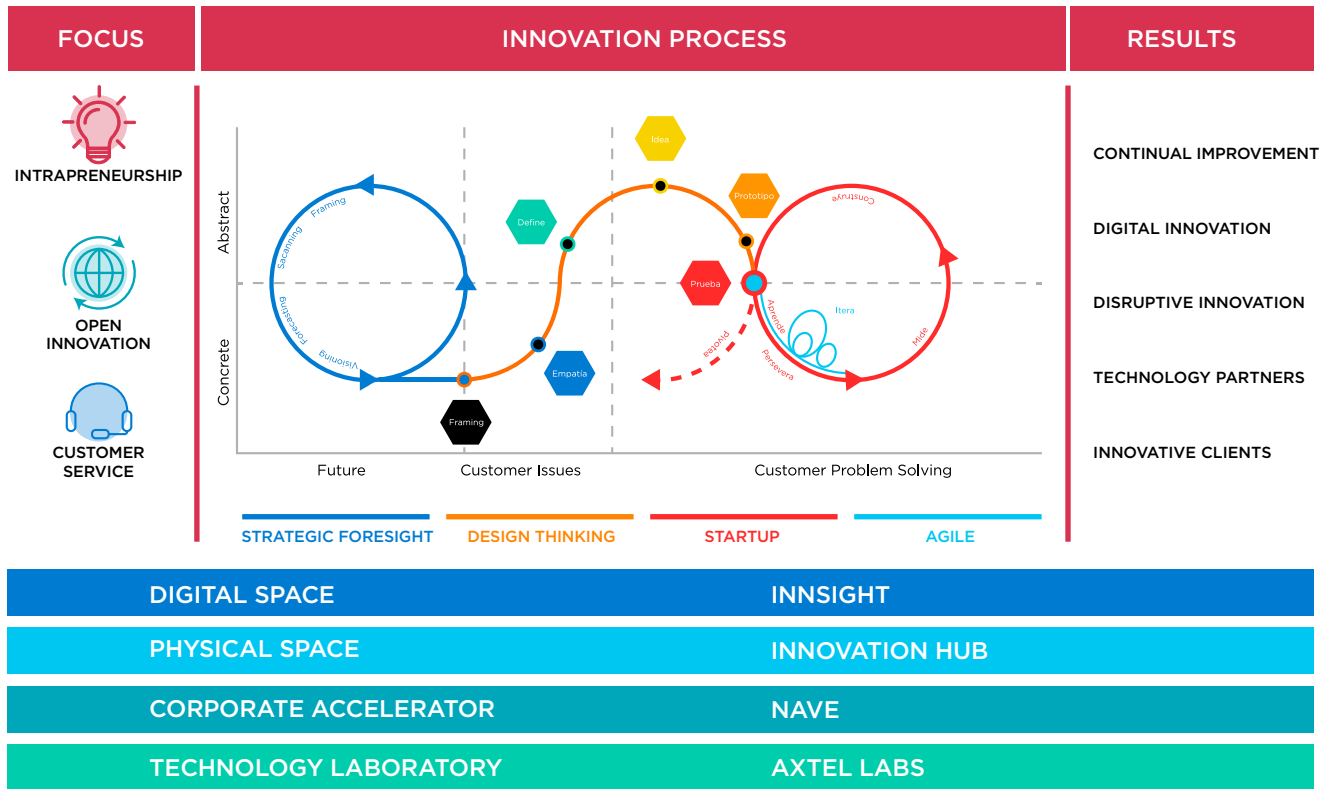 FOCUS
INNOVATION PROCESS
RESULTS
INTRAPRENEURSHIP
OPEN
INNOVATION
CUSTOMER
SERVICE
Abstract
Concrete
Framing
Sacanning
Forecasting
Visioning
Framing
Empatía
Define
Idea
Prototipo
Prueba
Pivotea
Aprende
Persevera
Itera
Mide
Construye
Future
Customer Issues
Customer Problem Solving
STRATEGIC FORESIGHT
DESIGN THINKING
STARTUP
AGILE
CONTINUAL IMPROVEMENT
DIGITAL INNOVATION
DISRUPTIVE INNOVATION
TECHNOLOGY PARTNERS
INNOVATIVE CLIENTS
DIGITAL SPACE
INNSIGHT
PHYSICAL SPACE
INNOVATION HUB
CORPORATE ACCELERATOR
NAVE
TECHNOLOGY LABORATORY
AXTEL LABS